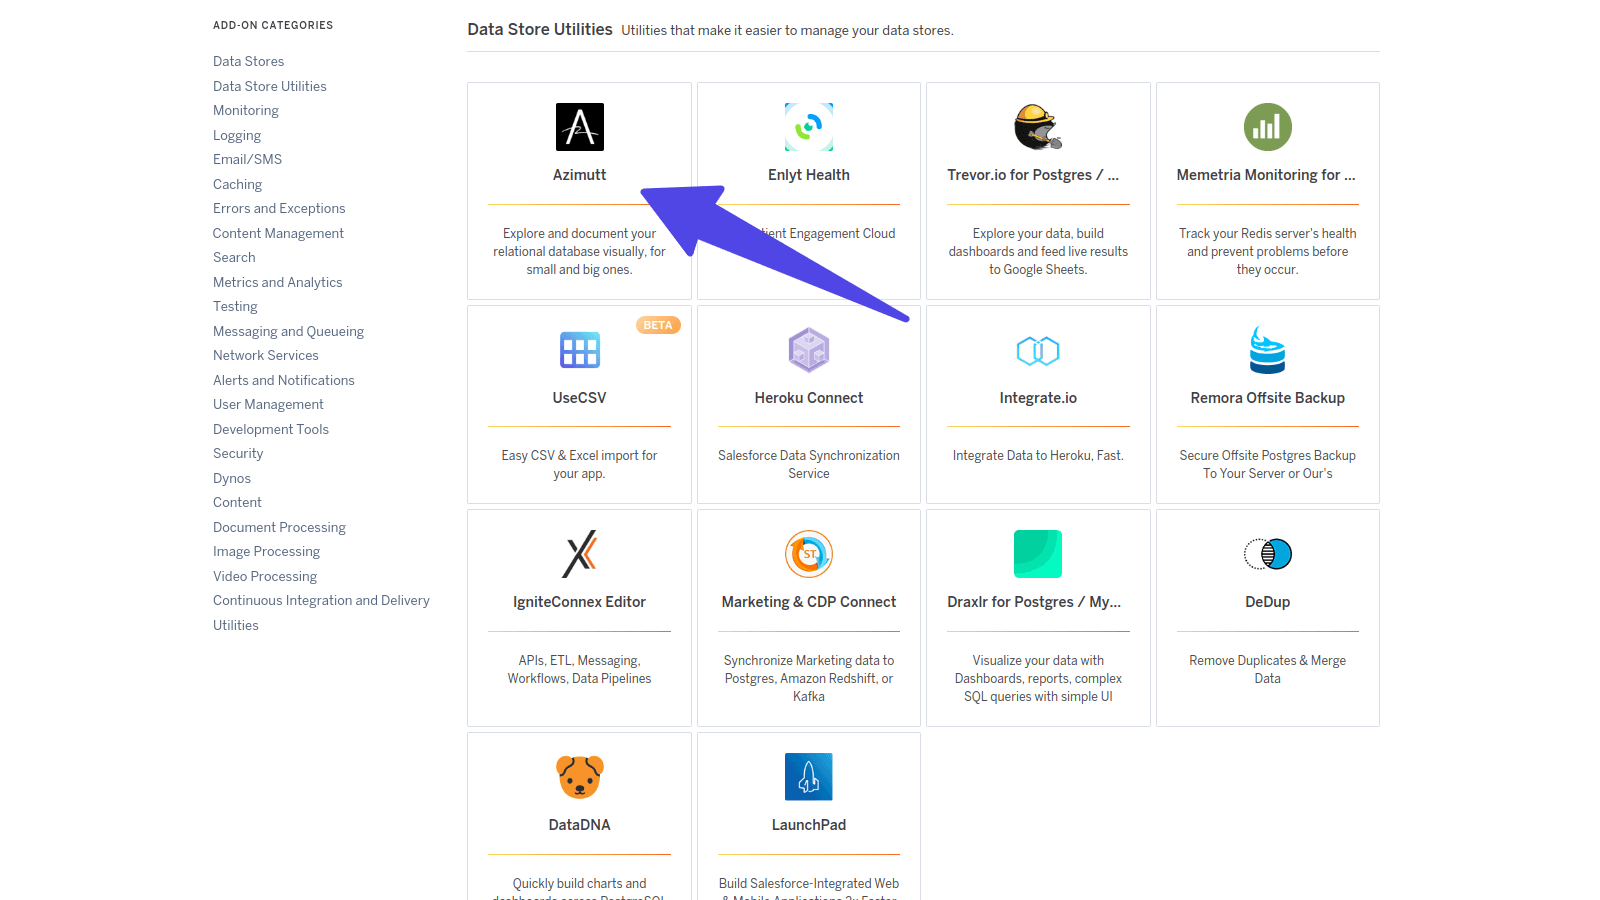 ADD-ON CATEGORIES
Data Stores
Data Store Utilities
Monitoring
Logging
Email/SMS
Caching
Errors and Exceptions
Content Management
Search
Metrics and Analytics
Testing
Messaging and Queueing
Network Services
Alerts and Notifications
User Management
Development Tools
Security
Dynos
Content
Document Processing
Image Processing
Video Processing
Continuous Integration and Delivery
Utilities
Data Store Utilities Utilities that make it easier to manage your data stores.
Azimutt
Explore and document your
relational database visually, for
small and big ones.
Enlyt Health
Engagement Cloud
Trevor.io for Postgres / ...
Explore your data, build
dashboards and feed live results
to Google Sheets.
Memetria Monitoring for ...
Track your Redis server's health
and prevent problems before
they occur.
BETA
UseCSV
Easy CSV & Excel import for
your app.
Heroku Connect
Salesforce Data Synchronization
Service
Integrate.io
Integrate Data to Heroku, Fast.
Remora Offsite Backup
Secure Offsite Postgres Backup
To Your Server or Our's
IgniteConnex Editor
APIs, ETL, Messaging,
Workflows, Data Pipelines
ST
Marketing & CDP Connect
Synchronize Marketing data to
Postgres, Amazon Redshift, or
Kafka
Draxlr for Postgres / My...
Visualize your data with
Dashboards, reports, complex
SQL queries with simple UI
DeDup
Remove Duplicates & Merge
Data
DataDNA
Quickly build charts and
dashboards across PostgreSQL
LaunchPad
Build Salesforce-Integrated Web
& Mobile Applications 2x Faster